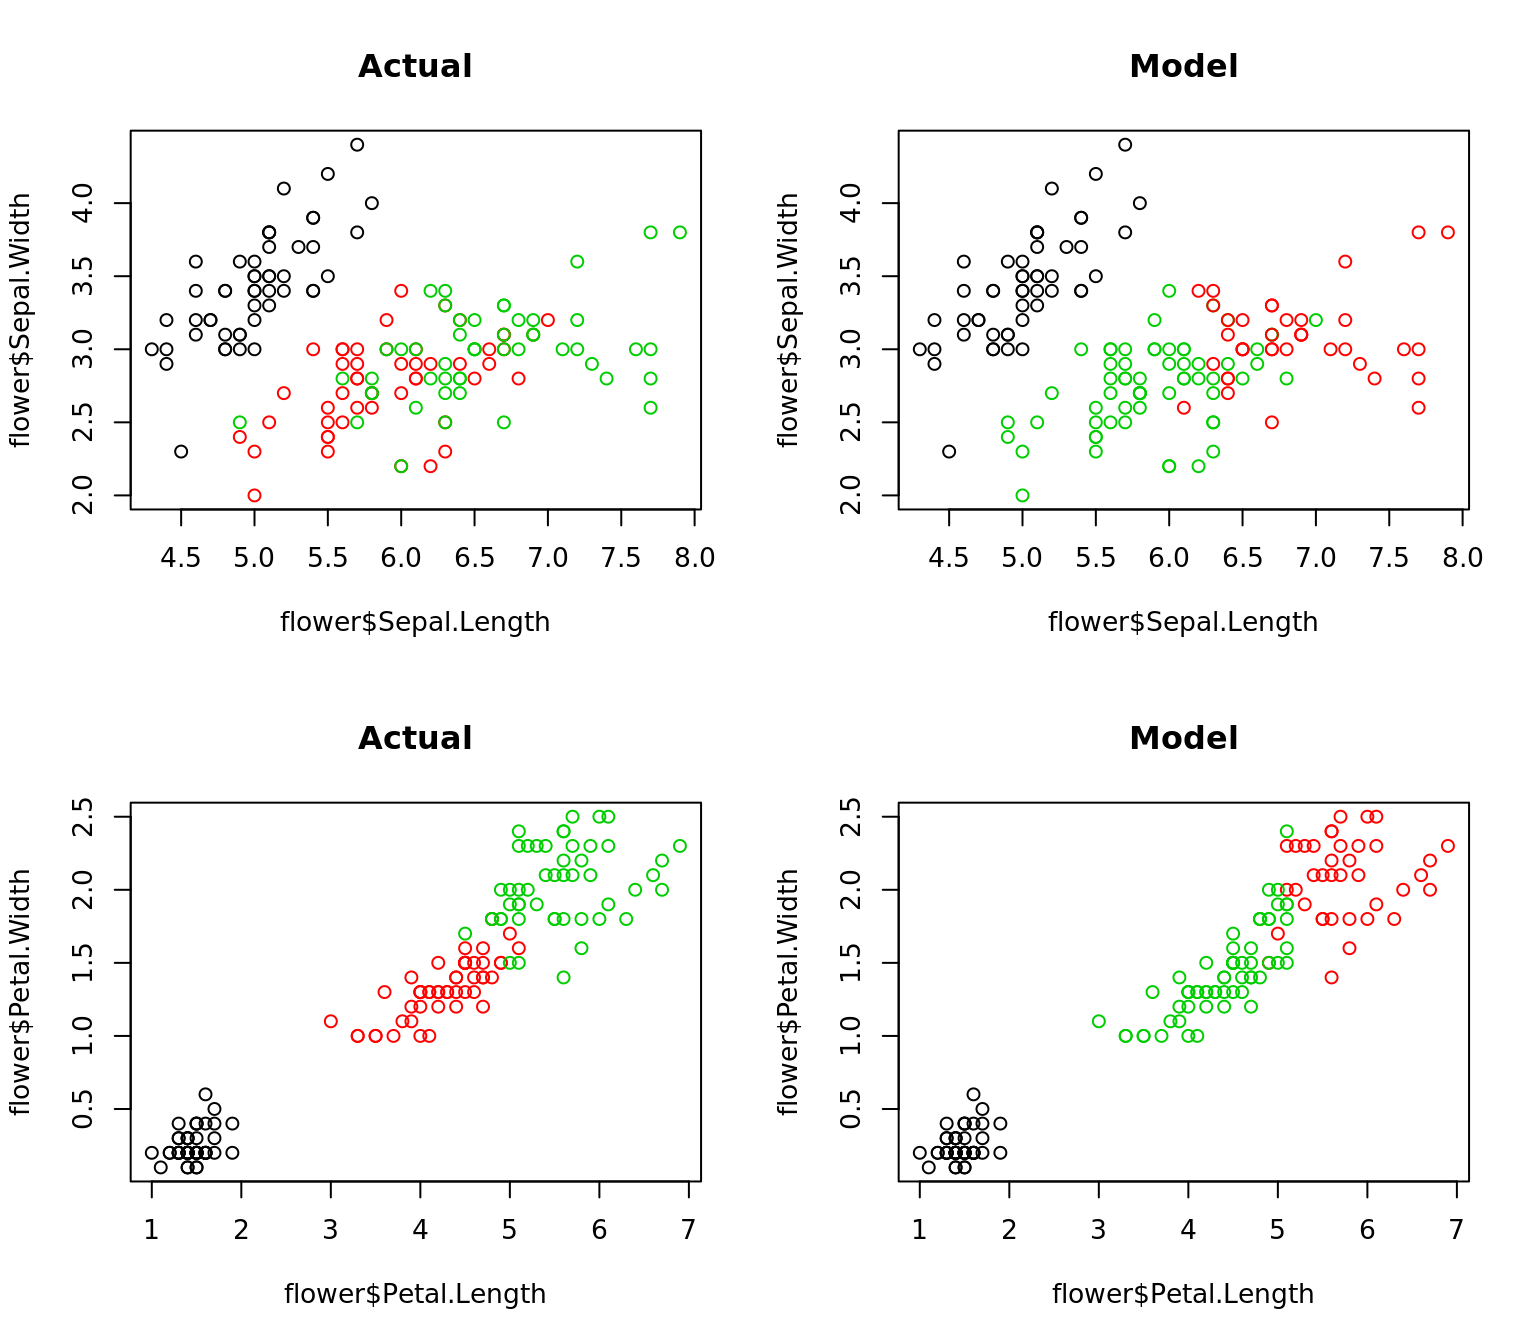 Actual
flower$Sepal.Width
2.0 2.5 3.0 3.5 4.0
4.5 5.0 5.5 6.0 6.5 7.0 7.5 8.0
flower$Sepal.Length
Model
flower$Sepal.Width
2.0 2.5 3.0 3.5 4.0
4.5 5.0 5.5 6.0 6.5 7.0 7.5 8.0
flower$Sepal.Length
Actual
flower$Petal.Width
0.5 1.0 1.5 2.0 2.5
1 2 3 4 5 6 7
flower$Petal.Length
Model
flower$Petal.Width
0.5 1.0 1.5 2.0 2.5
1 2 3 4 5 6 7
flower$Petal.Length